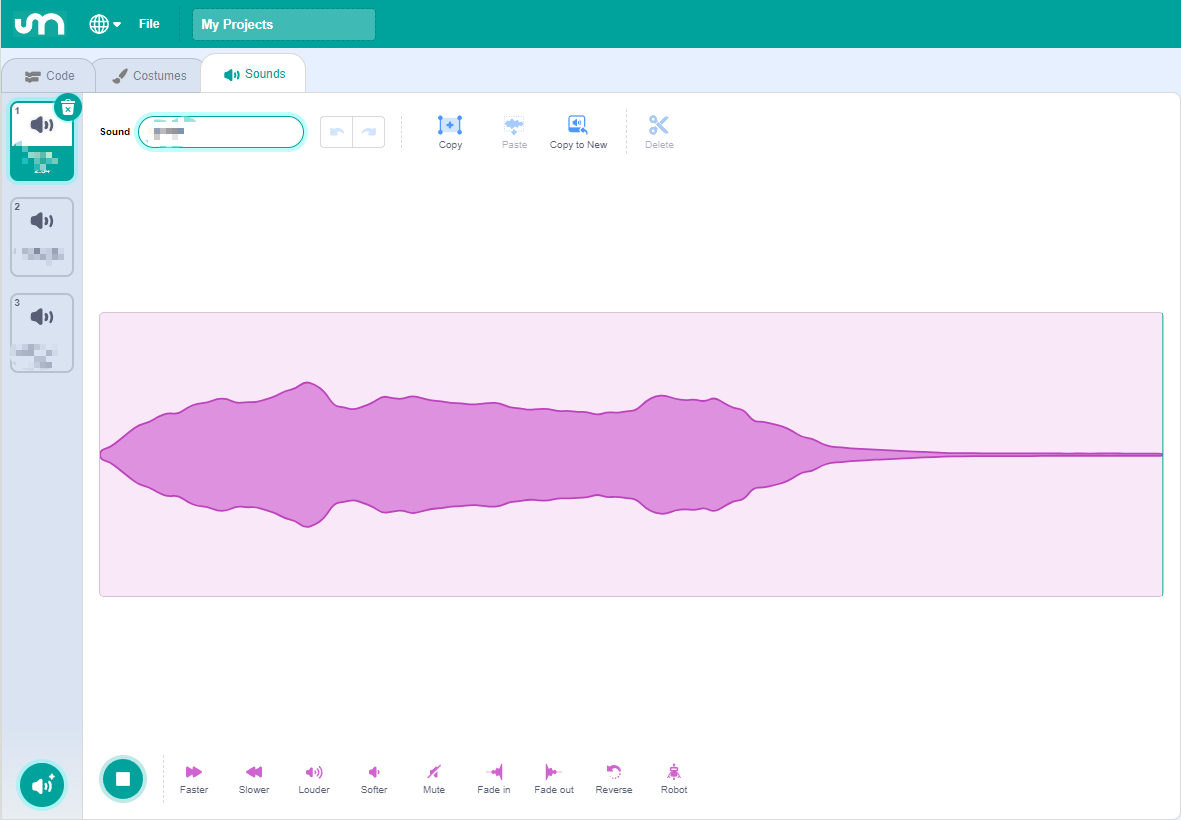 File
My Projects
Code
Costumes
Sounds
1
2
3
Sound
Copy
Paste
Copy to New
Delete
Faster
Slower
Louder
Softer
Mute
Fade in
Fade out
Reverse
Robot